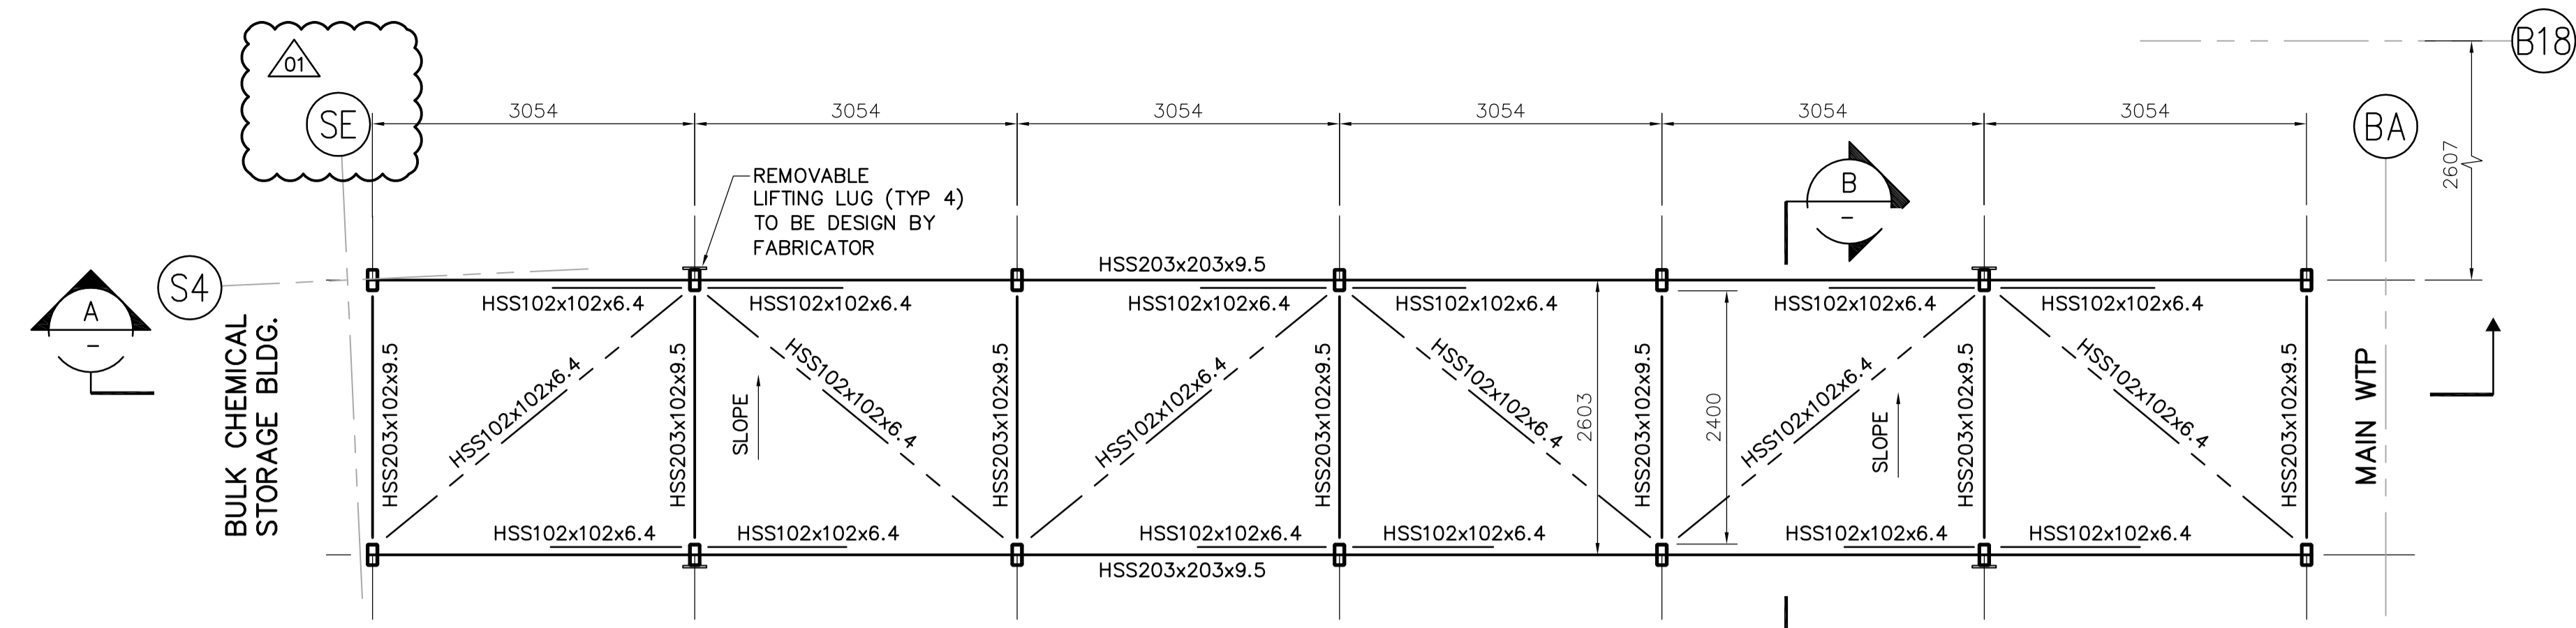 B18
01
SE
3054
3054
3054
3054
3054
3054
BA
2607
REMOVABLE
LIFTING LUG (TYP 4)
TO BE DESIGN BY
FABRICATOR
B
–
HSS203x203x9.5
S4
A
–
HSS102x102x6.4
HSS102x102x6.4
HSS102x102x6.4
HSS102x102x6.4
HSS102x102x6.4
HSS102x102x6.4
BULK CHEMICAL
STORAGE BLDG.
HSS203x102x9.5
HSS102x102x6.4
HSS203x102x9.5
SLOPE
HSS102x102x6.4
HSS203x102x9.5
HSS102x102x6.4
HSS203x102x9.5
HSS102x102x6.4
2603
HSS203x102x9.5
2400
HSS102x102x6.4
SLOPE
HSS203x102x9.5
HSS102x102x6.4
HSS203x102x9.5
MAIN WTP
HSS102x102x6.4
HSS102x102x6.4
HSS102x102x6.4
HSS102x102x6.4
HSS102x102x6.4
HSS102x102x6.4
HSS203x203x9.5